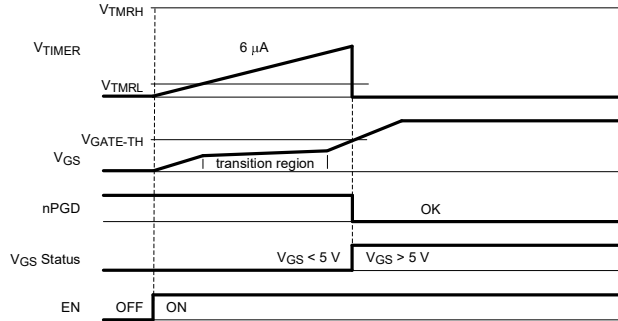 VTMRH
VTIMER
6 μA
VTMRL
VGATE-TH
VGS
transition region
nPGD
OK
VGS Status
VGS < 5 V
VGS > 5 V
EN
OFF
ON